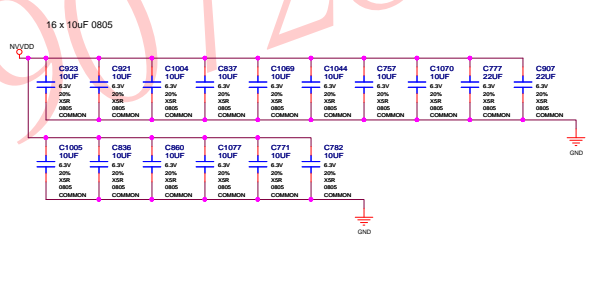 16 x 10uF 0805
NVVDD
C923 C921 C1004 C837 C1069 C1044 C757 C1070 C777 C907
10UF 10UF 10UF 10UF 10UF 10UF 10UF 10UF 22UF 22UF
6.3V 6.3V 6.3V 6.3V 6.3V 6.3V 6.3V 6.3V 6.3V 6.3V
20% 20% 20% 20% 20% 20% 20% 20% 20% 20%
X5R X5R X5R X5R X5R X5R X5R X5R X5R X5R
0805 0805 0805 0805 0805 0805 0805 0805 0805 0805
COMMON COMMON COMMON COMMON COMMON COMMON COMMON COMMON COMMON COMMON
GND
C1005 C836 C860 C1077 C771 C782
10UF 10UF 10UF 10UF 10UF 10UF
6.3V 6.3V 6.3V 6.3V 6.3V 6.3V
20% 20% 20% 20% 20% 20%
X5R X5R X5R X5R X5R X5R
0805 0805 0805 0805 0805 0805
COMMON COMMON COMMON COMMON COMMON COMMON
GND